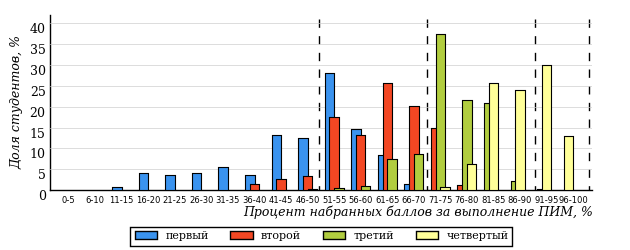 Доля студентов, %
40
35
30
25
20
15
10
5
0
0-5 6-10 11-15 16-20 21-25 26-30 31-35 36-40 41-45 46-50 51-55 56-60 61-65 66-70 71-75 76-80 81-85 86-90 91-95 96-100
Процент набранных баллов за выполнение ПИМ, %
первый второй третий четвертый